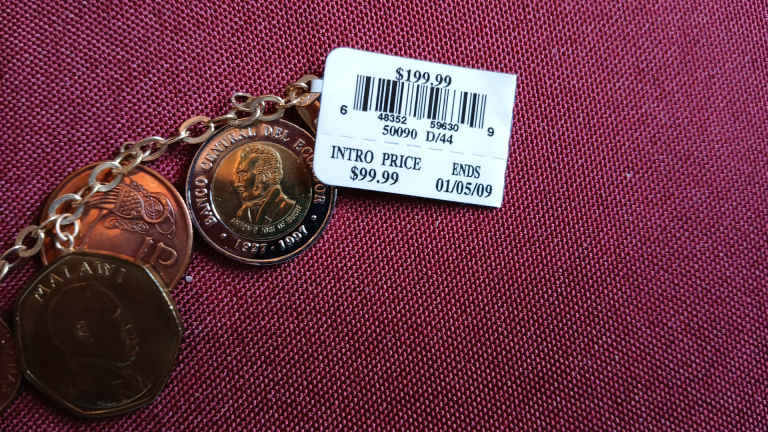 $199.99
6 48352 59630 9
50090 D/44
INTRO PRICE
$99.99
ENDS
01/05/09
BANCO CENTRAL DEL ECUADOR
1927-1997
MALAWI
1P